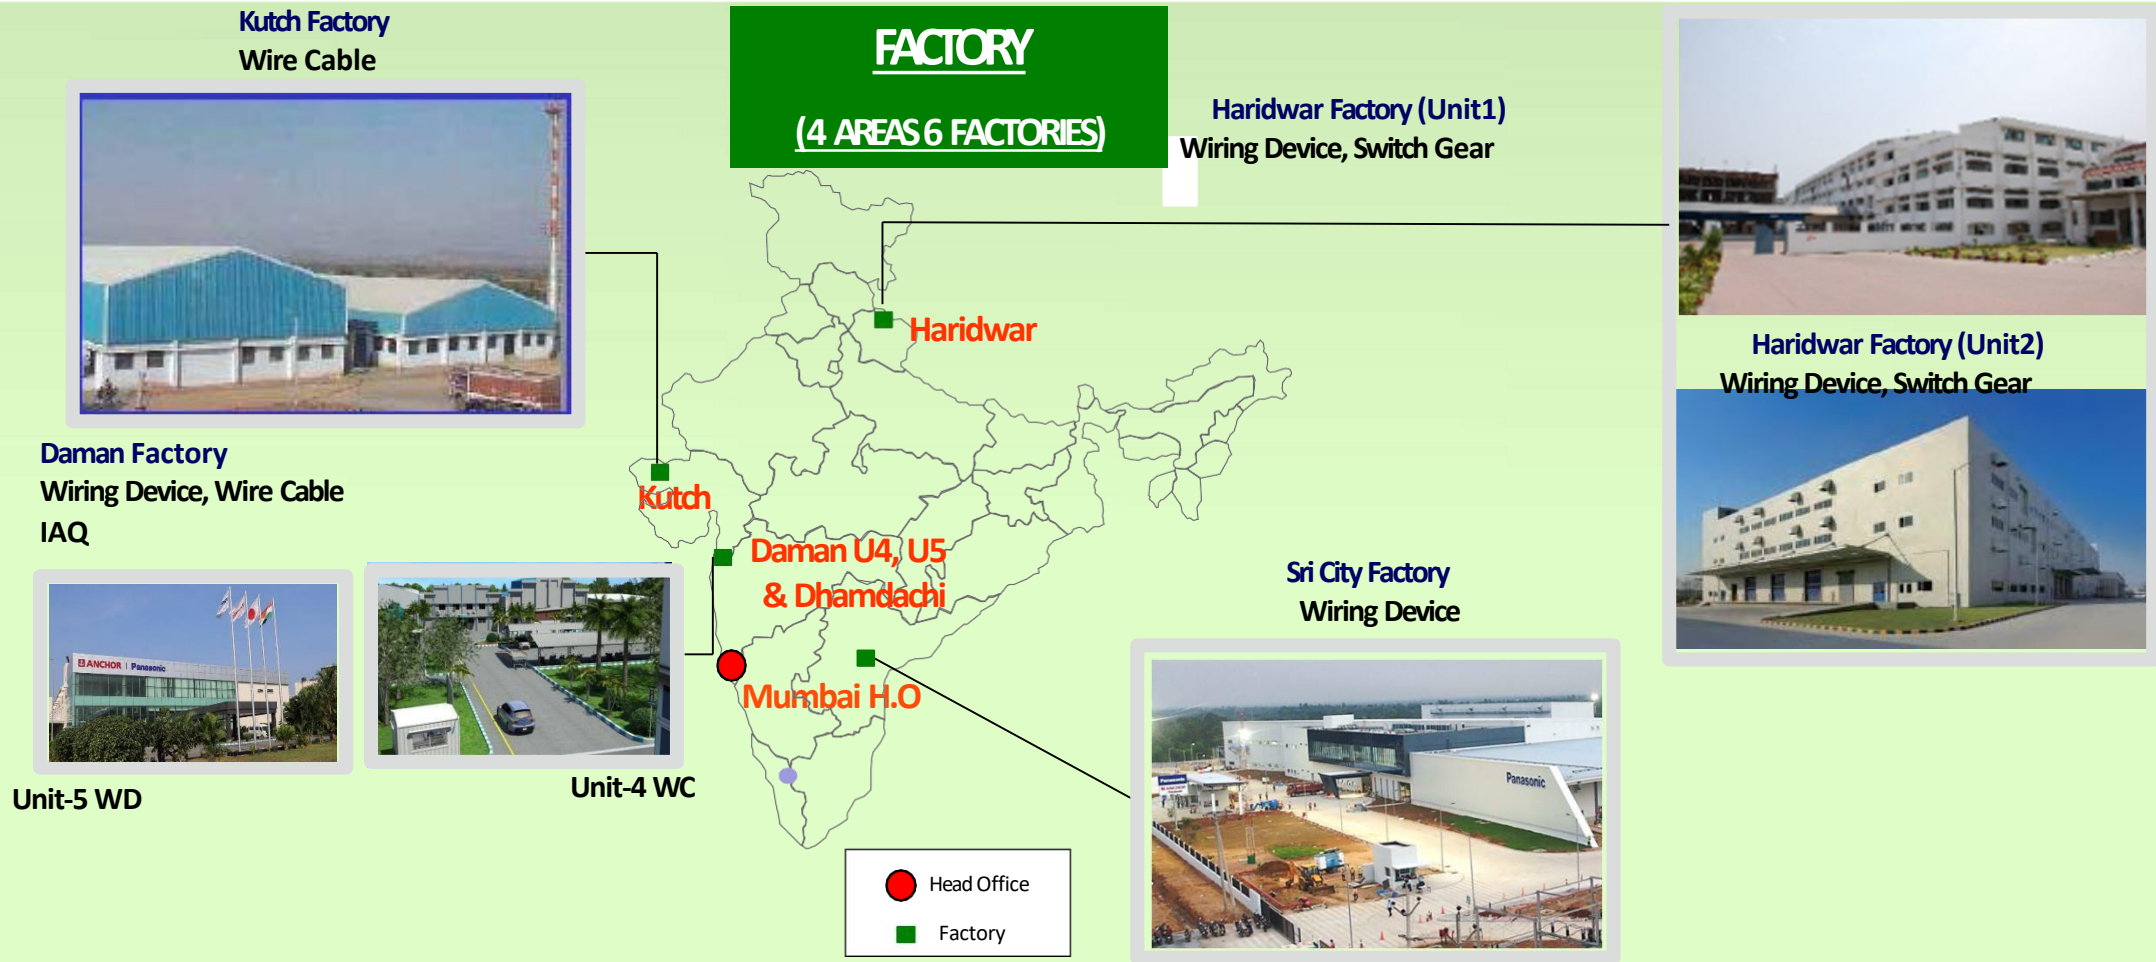 Kutch Factory
Wire Cable
FACTORY
(4 AREAS 6 FACTORIES)
Haridwar Factory (Unit1)
Wiring Device, Switch Gear
Haridwar Factory (Unit2)
Wiring Device, Switch Gear
Haridwar
Daman Factory
Wiring Device, Wire Cable
IAQ
Kutch
Daman U4, U5
& Dhamdachi
Sri City Factory
Wiring Device
ANCHOR | Panasonic
Mumbai H.O
Unit-5 WD
Unit-4 WC
Panasonic
Panasonic
ANCHOR
Head Office
Factory